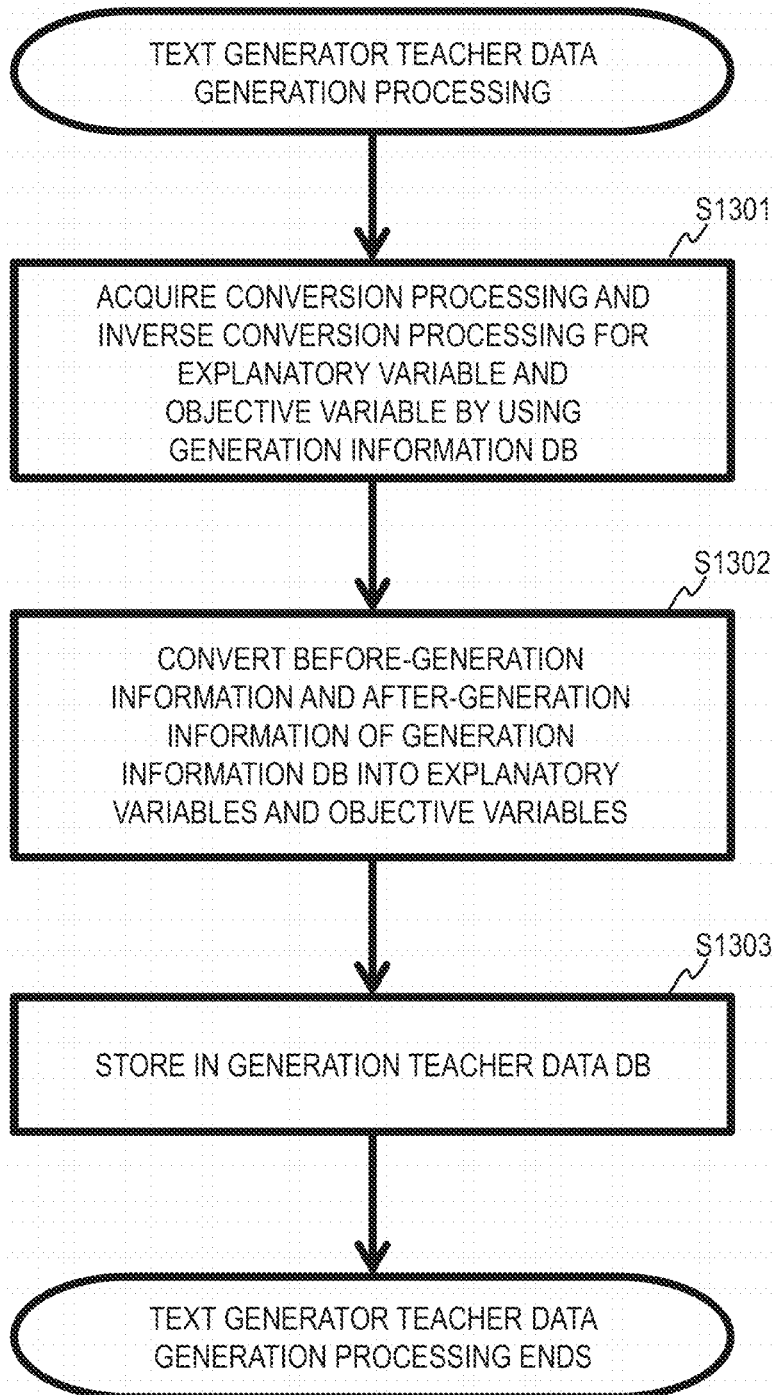 TEXT GENERATOR TEACHER DATA
GENERATION PROCESSING
S1301
ACQUIRE CONVERSION PROCESSING AND
INVERSE CONVERSION PROCESSING FOR
EXPLANATORY VARIABLE AND
OBJECTIVE VARIABLE BY USING
GENERATION INFORMATION DB
S1302
CONVERT BEFORE-GENERATION
INFORMATION AND AFTER-GENERATION
INFORMATION OF GENERATION
INFORMATION DB INTO EXPLANATORY
VARIABLES AND OBJECTIVE VARIABLES
S1303
STORE IN GENERATION TEACHER DATA DB
TEXT GENERATOR TEACHER DATA
GENERATION PROCESSING ENDS